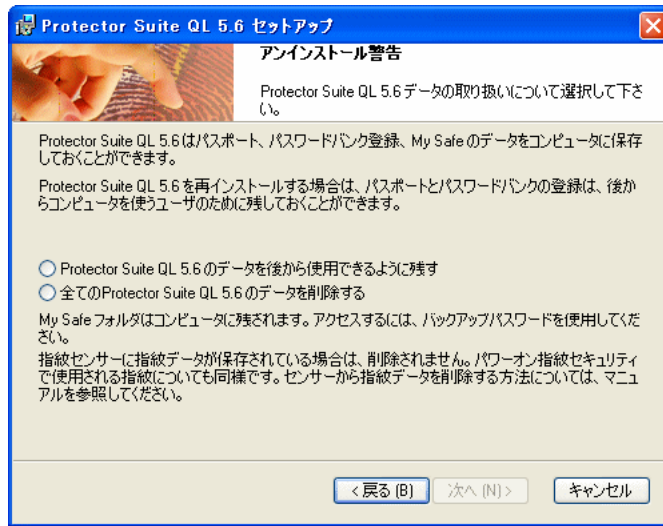 Protector Suite QL 5.6 セットアップ
アンインストール警告
Protector Suite QL 5.6 データの取り扱いについて選択して下さ
い。
Protector Suite QL 5.6はパスポート、パスワードバンク登録、My Safe のデータをコンピュータに保存
しておくことができます。
Protector Suite QL 5.6 を再インストールする場合は、パスポートとパスワードバンクの登録は、後か
らコンピュータを使うユーザのために残しておくことができます。
Protector Suite QL 5.6 のデータを後から使用できるように残す
全てのProtector Suite QL 5.6 のデータを削除する
My Safe フォルダはコンピュータに残されます。アクセスするには、バックアップパスワードを使用してくだ
さい。
指紋センサーに指紋データが保存されている場合は、削除されません。パワーオン指紋セキュリティ
で使用される指紋についても同様です。センサーから指紋データを削除する方法については、マニュ
アルを参照してください。
< 戻る (B) 次へ (N) > キャンセル